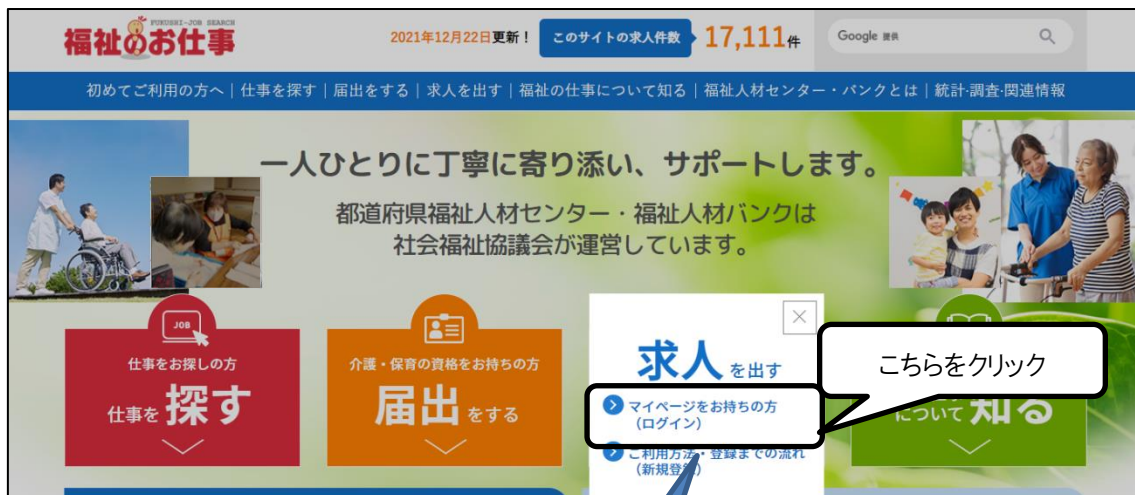 FUKUSHI-JOB SEARCH
福祉のお仕事
2021年12月22日更新！
このサイトの求人件数
17,111件
Google 提供
初めてご利用の方へ｜仕事を探す｜届出をする｜求人を出す｜福祉の仕事について知る｜福祉人材センター・バンクとは｜統計·調査·関連情報
一人ひとりに丁寧に寄り添い、サポートします。
都道府県福祉人材センター・福祉人材バンクは
社会福祉協議会が運営しています。
JOB
仕事をお探しの方
仕事を 探す
介護・保育の資格をお持ちの方
届出をする
求人を出す
マイページをお持ちの方
（ログイン）
ご利用方法・登録までの流れ
（新規登録）
こちらをクリック
について 知る